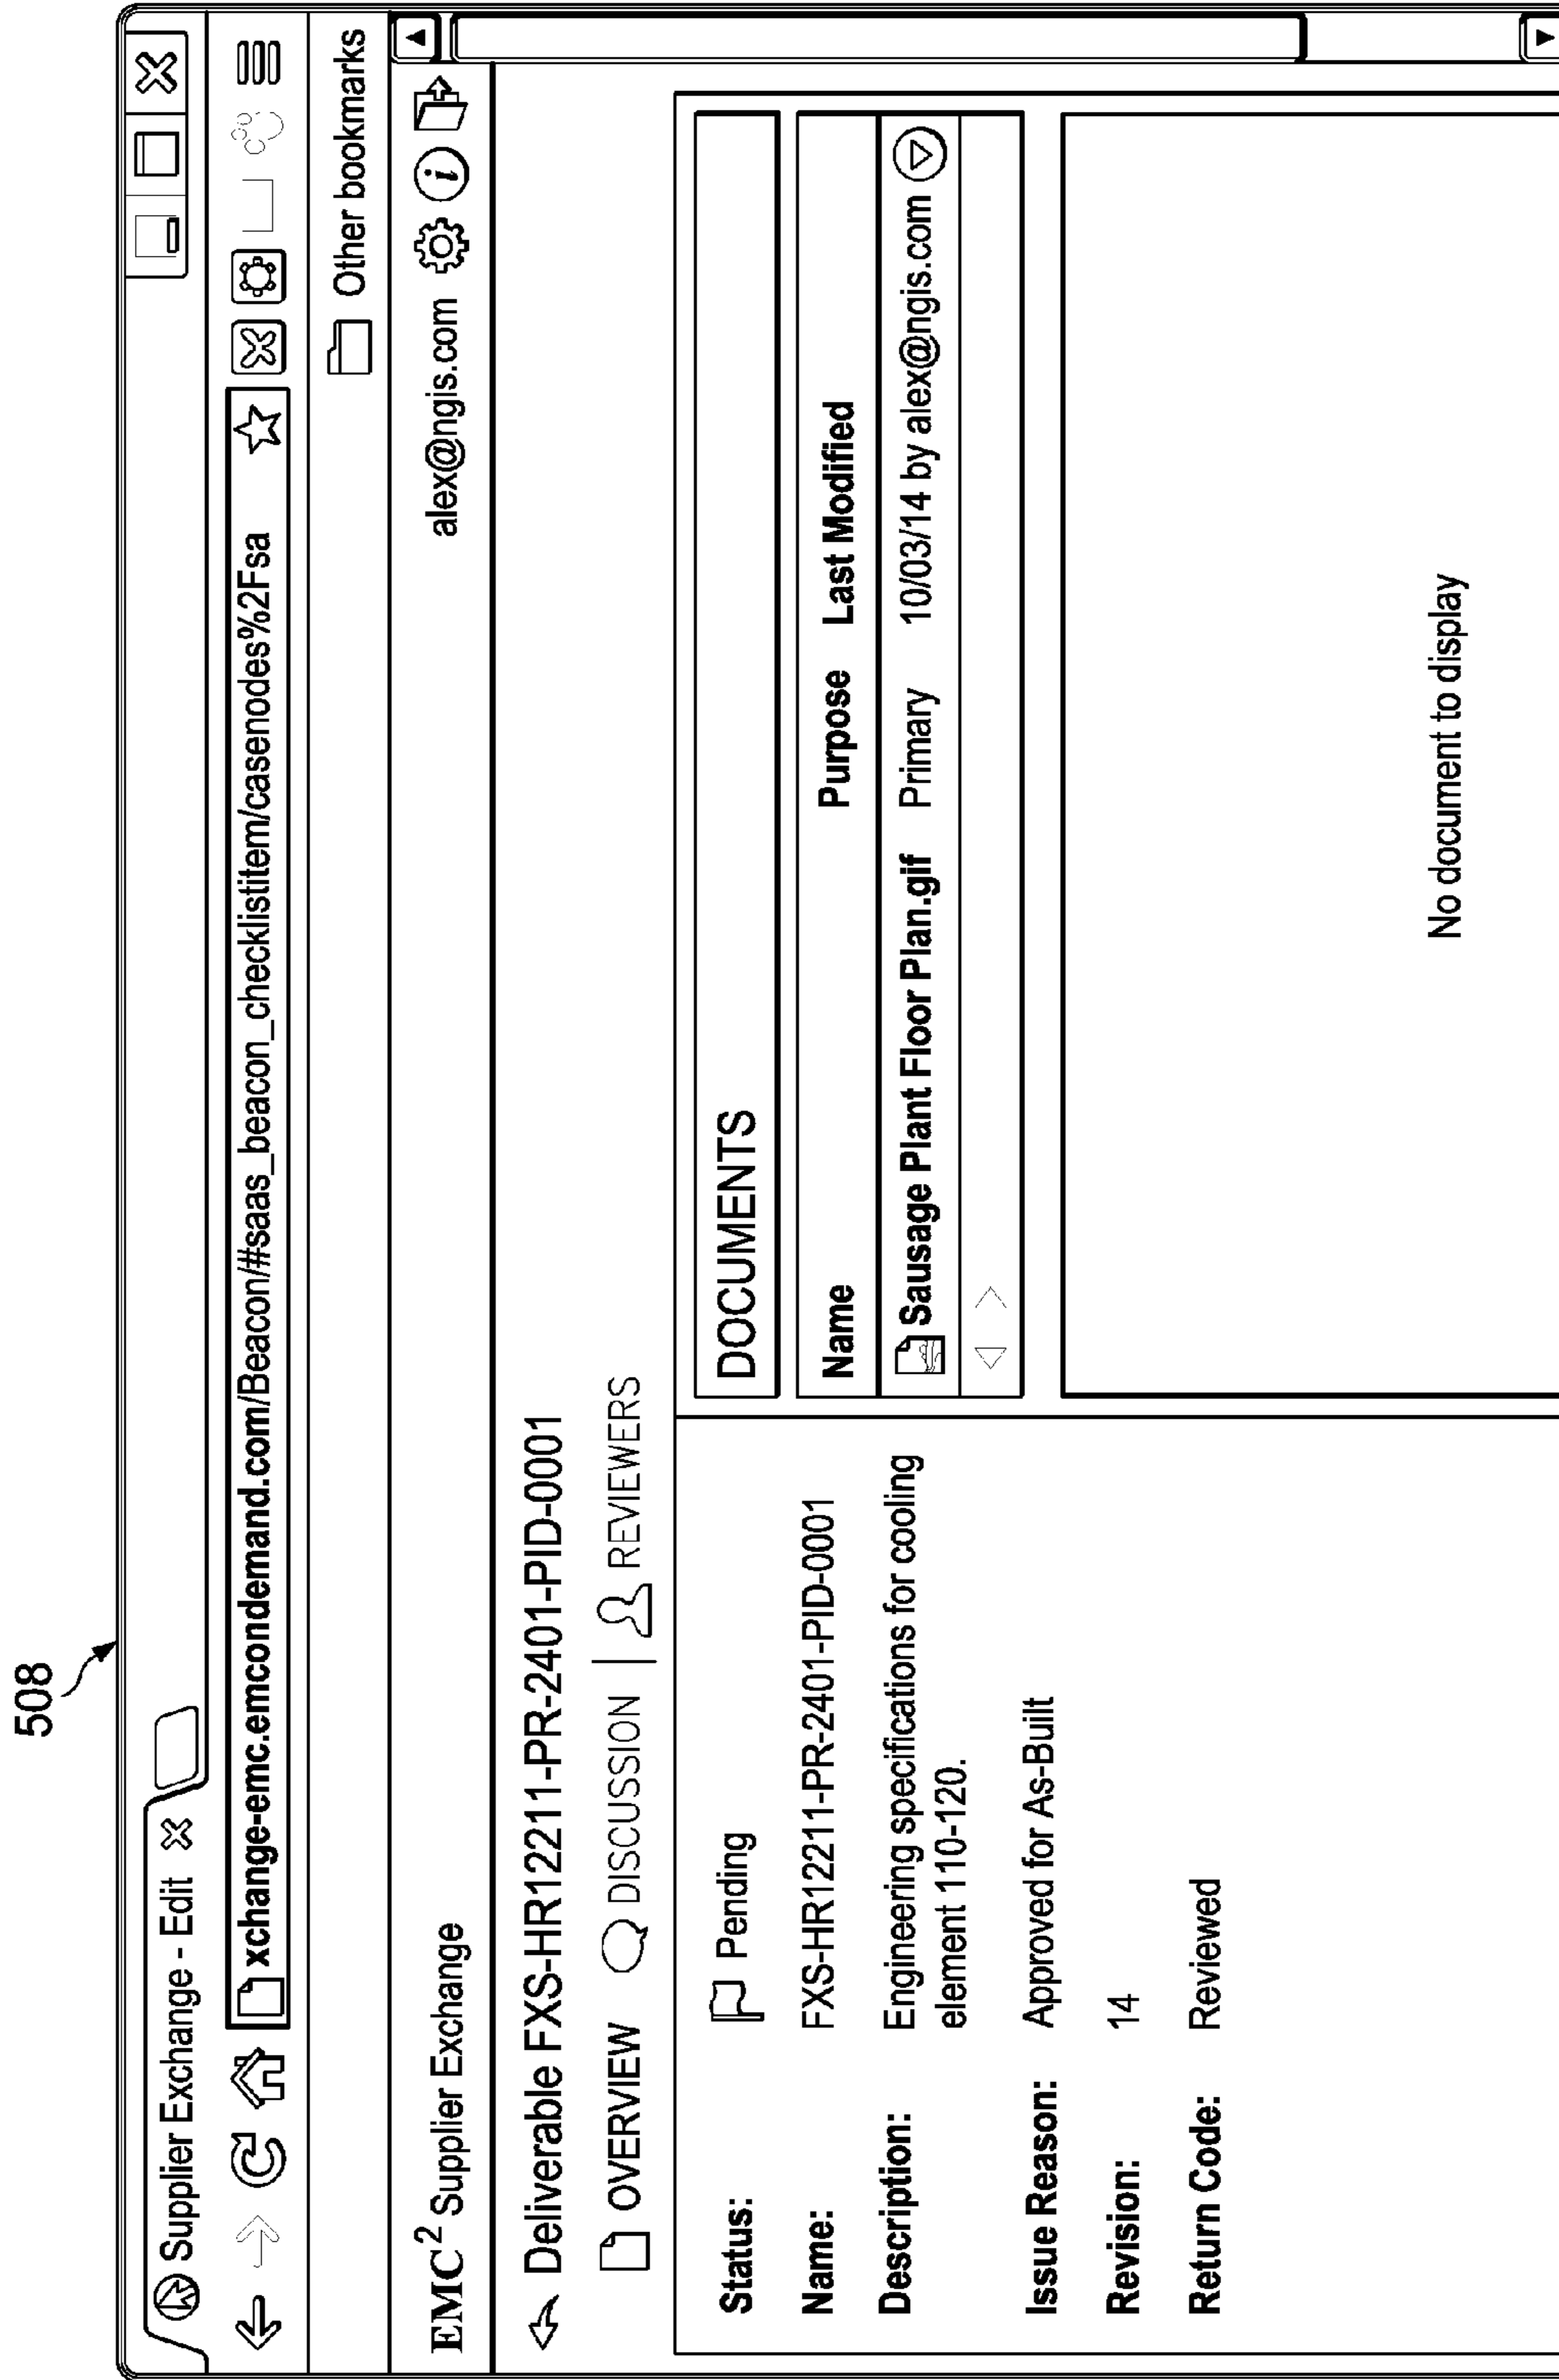 508
Supplier Exchange - Edit
xchange-emc.emcondemand.com/Beacon/#saas_beacon_checklistitem/casenodes%2Fsa
Other bookmarks
EMC² Supplier Exchange alex@ngis.com
Deliverable FXS-HR12211-PR-2401-PID-0001
OVERVIEW DISCUSSION | REVIEWERS
Status: Pending
Name: FXS-HR12211-PR-2401-PID-0001
Description: Engineering specifications for cooling
element 110-120.
Issue Reason: Approved for As-Built
Revision: 14
Return Code: Reviewed
DOCUMENTS
Name Purpose Last Modified
Sausage Plant Floor Plan.gif Primary 10/03/14 by alex@ngis.com
No document to display